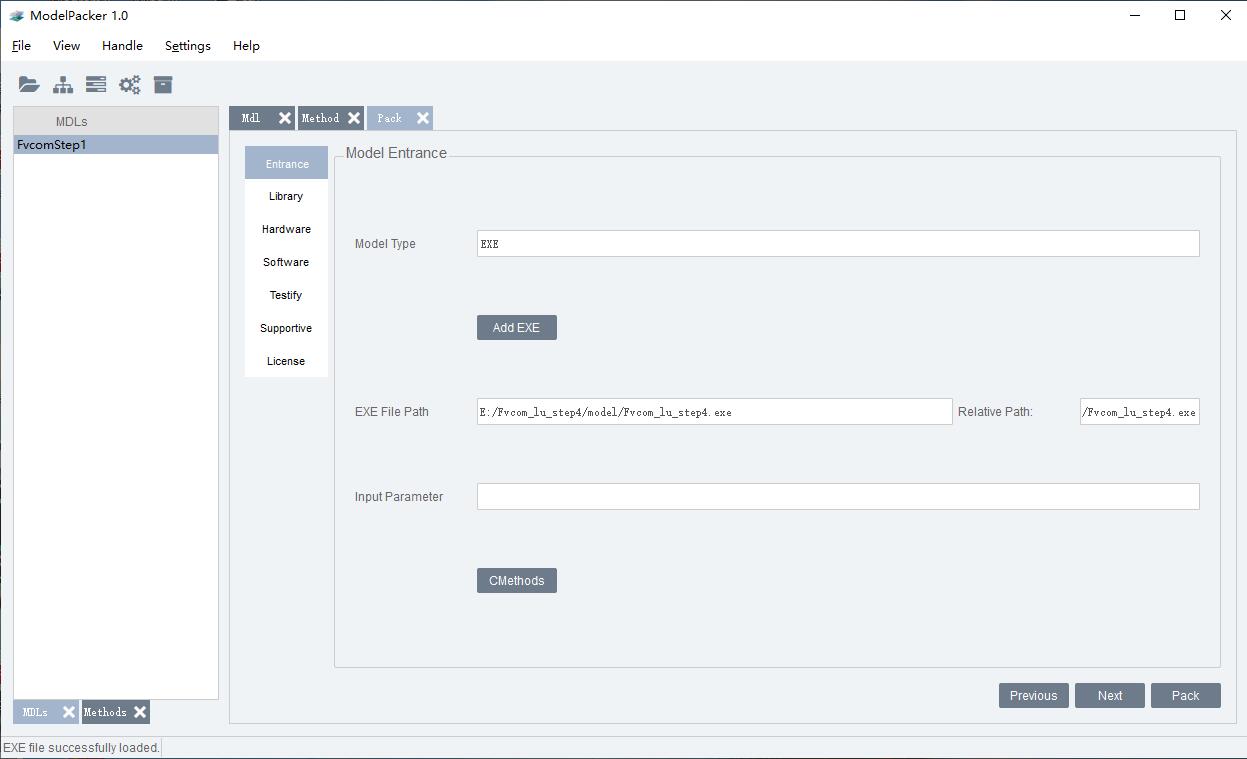 ModelPacker 1.0
File View Handle Settings Help
MDLs
FvcomStep1
Mdl Method Pack
Entrance
Library
Hardware
Software
Testify
Supportive
License
Model Entrance
Model Type EXE
Add EXE
EXE File Path E:/Fvcom_lu_step4/model/Fvcom_lu_step4.exe Relative Path: /Fvcom_lu_step4.exe
Input Parameter
CMethods
Previous Next Pack
MDLs Methods
EXE file successfully loaded.